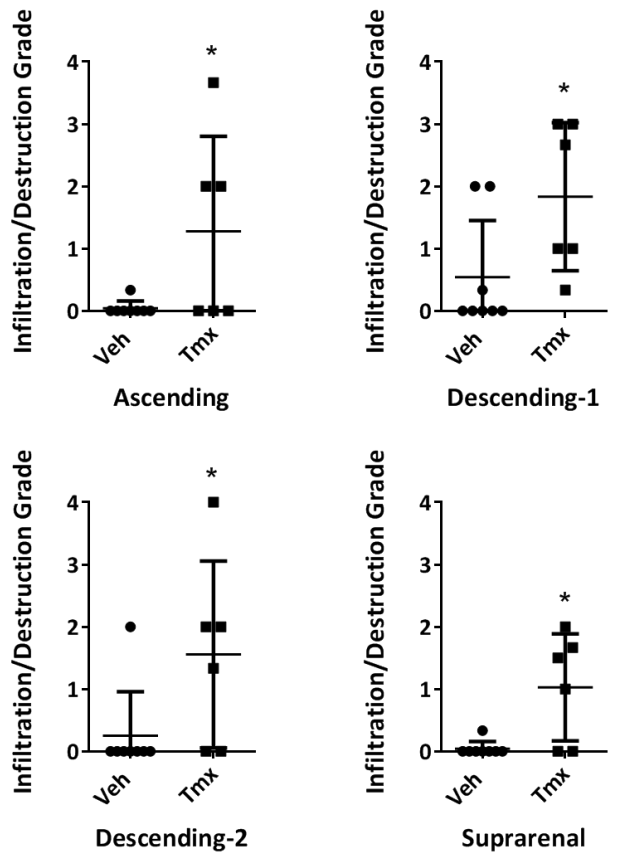 Infiltration/Destruction Grade
4
3
2
1
0
*
Veh
Tmx
Ascending
Infiltration/Destruction Grade
4
3
2
1
0
*
Veh
Tmx
Descending-1
Infiltration/Destruction Grade
4
3
2
1
0
*
Veh
Tmx
Descending-2
Infiltration/Destruction Grade
4
3
2
1
0
*
Veh
Tmx
Suprarenal